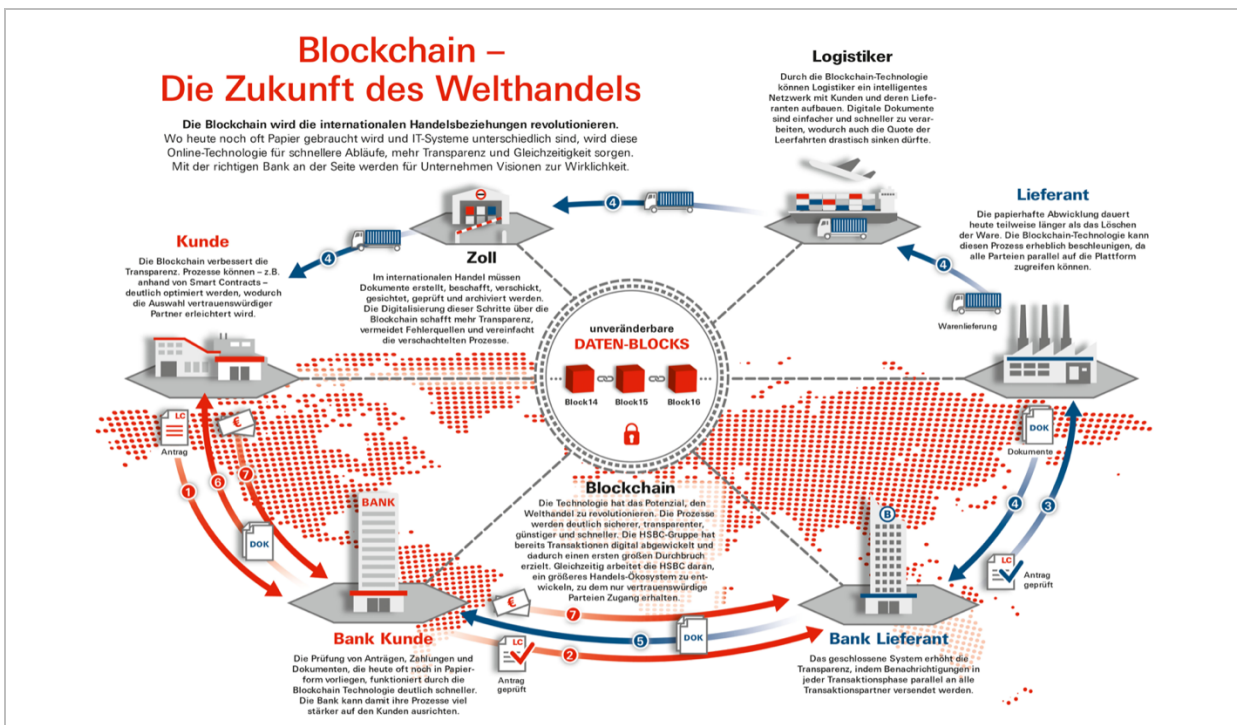 Blockchain –
Die Zukunft des Welthandels
Die Blockchain wird die internationalen Handelsbeziehungen revolutionieren.
Wo heute noch oft Papier gebraucht wird und IT-Systeme unterschiedlich sind, wird diese
Online-Technologie für schnellere Abläufe, mehr Transparenz und Gleichzeitigkeit sorgen.
Mit der richtigen Bank an der Seite werden für Unternehmen Visionen zur Wirklichkeit.
Logistiker
Durch die Blockchain-Technologie
können Logistiker ein intelligentes
Netzwerk mit Kunden und deren Liefe-
ranten aufbauen. Digitale Dokumente
sind einfacher und schneller zu verar-
beiten, wodurch auch die Quote der
Leerfahrten drastisch sinken dürfte.
4
Lieferant
Die papierhafte Abwicklung dauert
heute teilweise länger als das Löschen
der Ware. Die Blockchain-Technologie kann
diesen Prozess erheblich beschleunigen, da
alle Parteien parallel auf die Plattform
zugreifen können.
4
Warenlieferung
Kunde
Die Blockchain verbessert die
Transparenz. Prozesse können – z.B.
anhand von Smart Contracts –
deutlich optimiert werden, wodurch
die Auswahl vertrauenswürdiger
Partner erleichtert wird.
4
Zoll
Im internationalen Handel müssen
Dokumente erstellt, beschafft, verschickt,
gesichtet, geprüft und archiviert werden.
Die Digitalisierung dieser Schritte über die
Blockchain schafft mehr Transparenz,
vermeidet Fehlerquellen und vereinfacht
die verschachtelten Prozesse.
unveränderbare
DATEN-BLOCKS
Block14 Block15 Block16
LC
Antrag
€
1
6
7
DOK
BANK
Blockchain
Die Technologie hat das Potenzial, den
Welthandel zu revolutionieren. Die Prozesse
werden deutlich sicherer, transparenter,
günstiger und schneller. Die HSBC-Gruppe hat
bereits Transaktionen digital abgewickelt und
dadurch einen ersten großen Durchbruch
erzielt. Gleichzeitig arbeitet die HSBC daran,
ein größeres Handels-Ökosystem zu ent-
wickeln, zu dem nur vertrauenswürdige
Parteien Zugang erhalten.
DOK
Dokumente
4
3
B
LC
Antrag
geprüft
€
7
5
DOK
2
LC
Antrag
geprüft
Bank Kunde
Die Prüfung von Anträgen, Zahlungen und
Dokumenten, die heute oft noch in Papier-
form vorliegen, funktioniert durch die
Blockchain Technologie deutlich schneller.
Die Bank kann damit ihre Prozesse viel
stärker auf den Kunden ausrichten.
Bank Lieferant
Das geschlossene System erhöht die
Transparenz, indem Benachrichtigungen in
jeder Transaktionsphase parallel an alle
Transaktionspartner versendet werden.